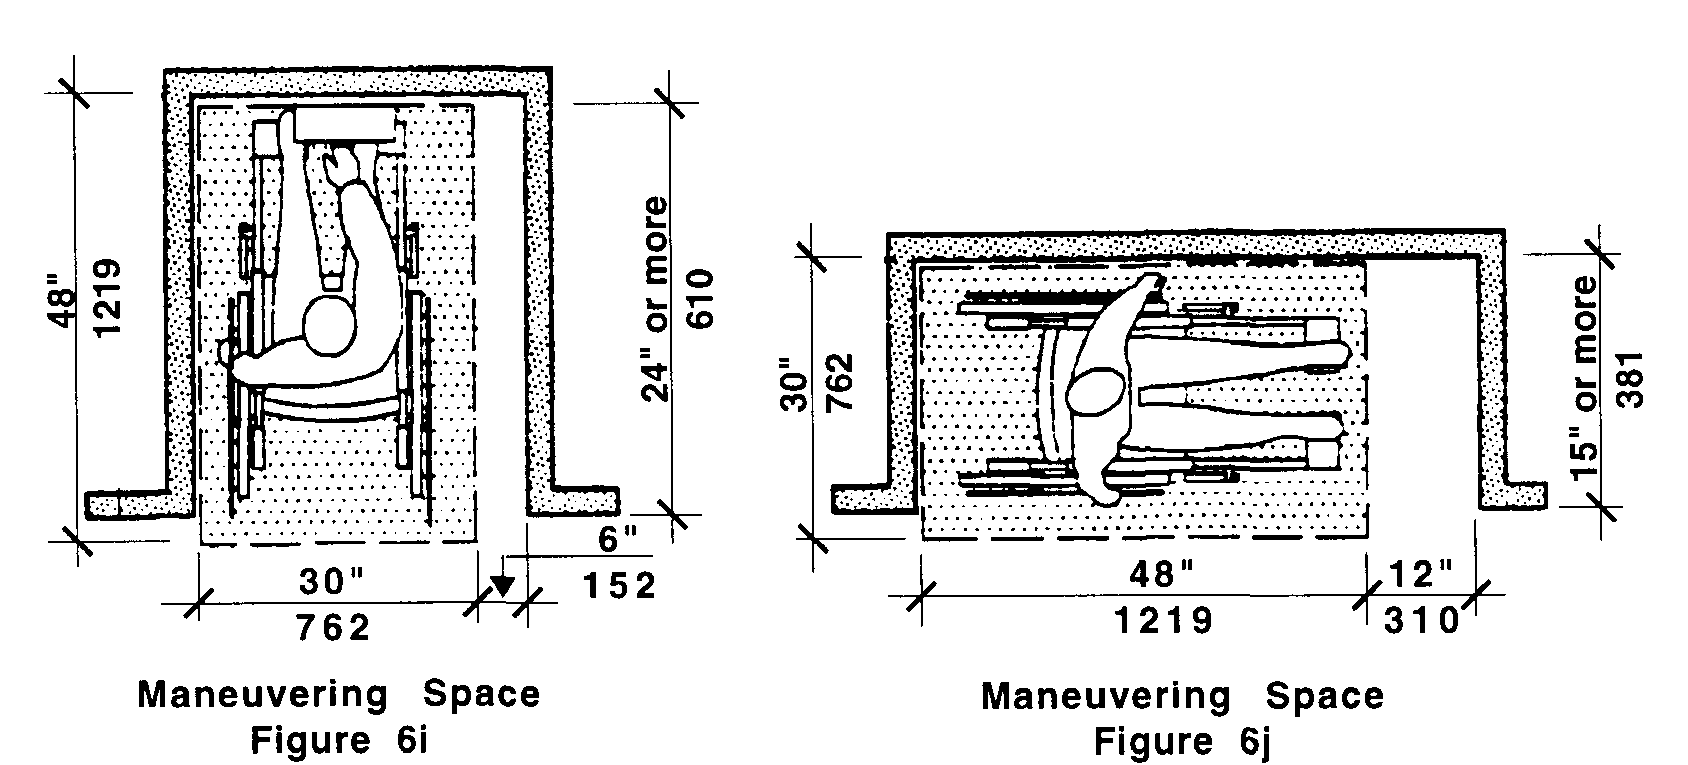 48"
1219
24" or more
610
6"
152
30"
762
Maneuvering Space
Figure 6i
30"
762
15" or more
381
48"
1219
12"
310
Maneuvering Space
Figure 6j